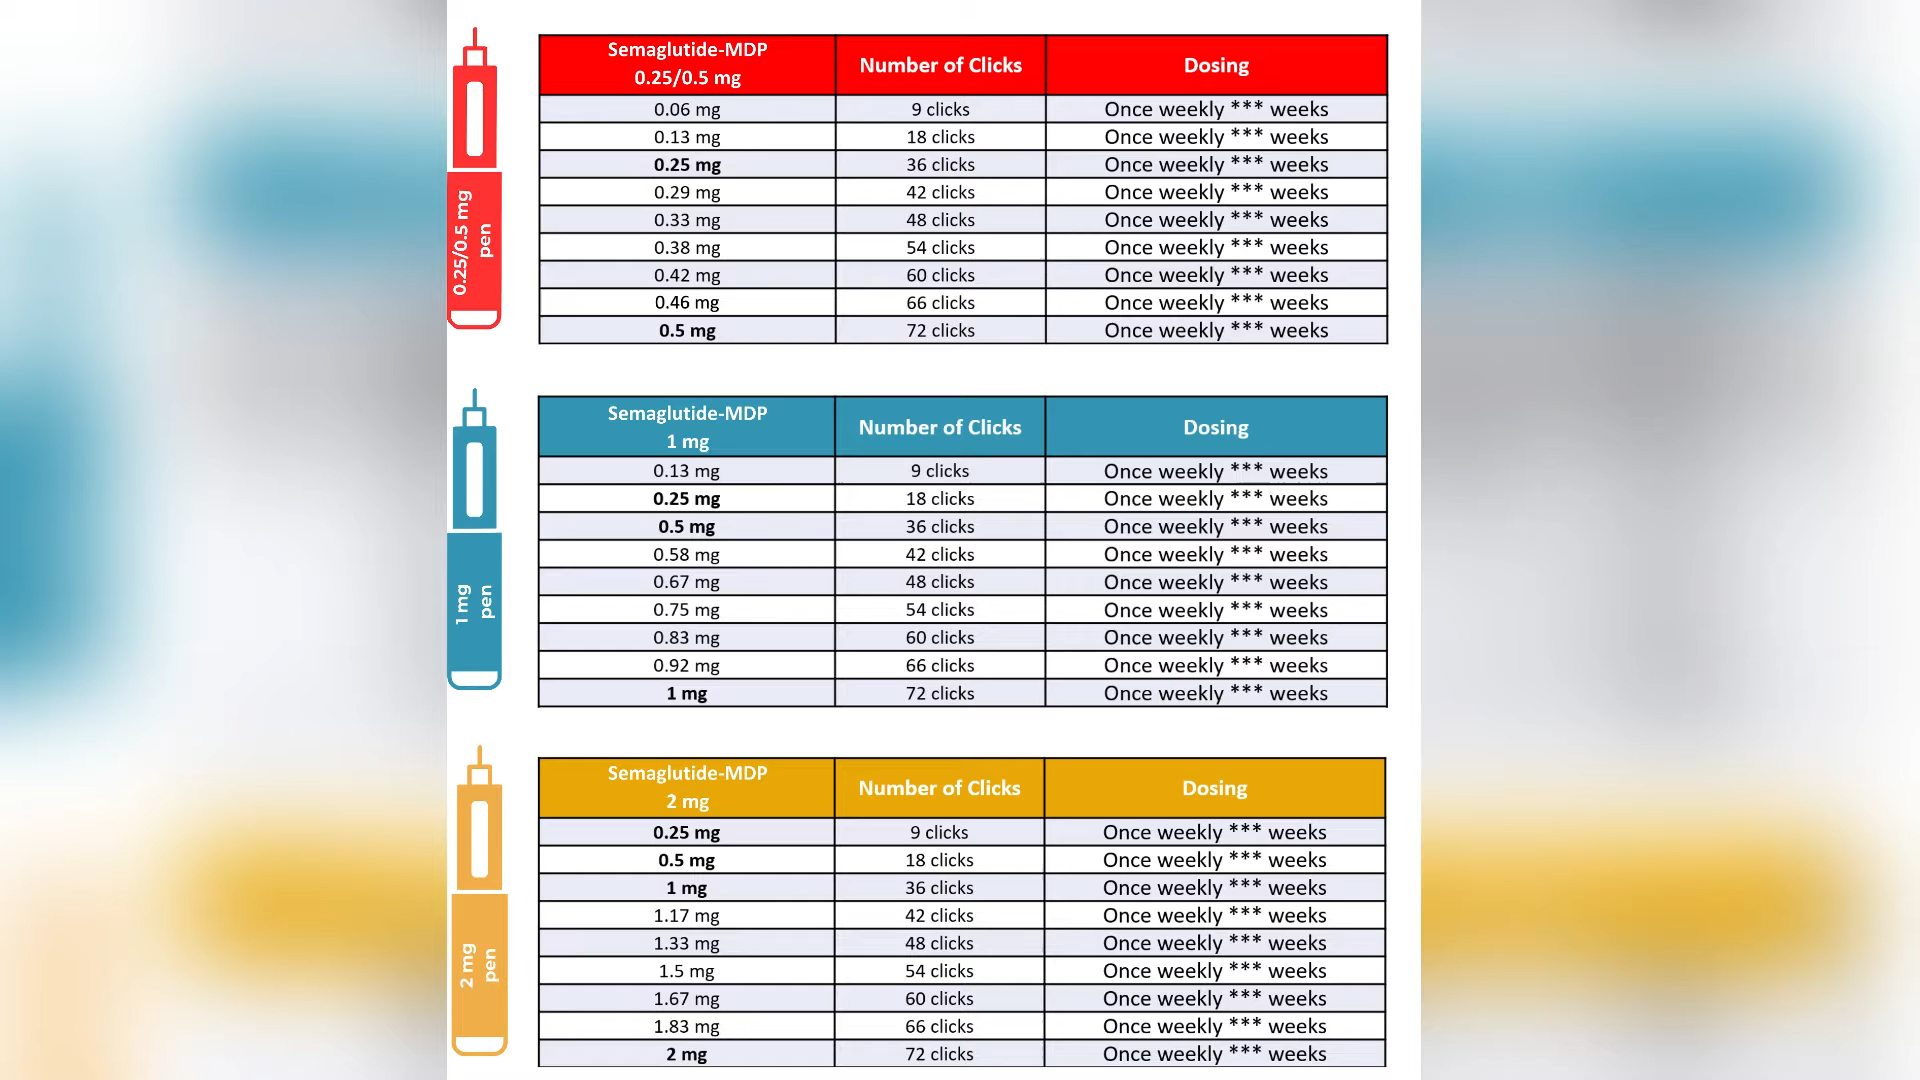 Semaglutide-MDP
0.25/0.5 mg
Number of Clicks
Dosing
0.06 mg 9 clicks Once weekly *** weeks
0.13 mg 18 clicks Once weekly *** weeks
0.25 mg 36 clicks Once weekly *** weeks
0.29 mg 42 clicks Once weekly *** weeks
0.33 mg 48 clicks Once weekly *** weeks
0.38 mg 54 clicks Once weekly *** weeks
0.42 mg 60 clicks Once weekly *** weeks
0.46 mg 66 clicks Once weekly *** weeks
0.5 mg 72 clicks Once weekly *** weeks
0.25/0.5 mg
pen
Semaglutide-MDP
1 mg
Number of Clicks
Dosing
0.13 mg 9 clicks Once weekly *** weeks
0.25 mg 18 clicks Once weekly *** weeks
0.5 mg 36 clicks Once weekly *** weeks
0.58 mg 42 clicks Once weekly *** weeks
0.67 mg 48 clicks Once weekly *** weeks
0.75 mg 54 clicks Once weekly *** weeks
0.83 mg 60 clicks Once weekly *** weeks
0.92 mg 66 clicks Once weekly *** weeks
1 mg 72 clicks Once weekly *** weeks
1 mg
pen
Semaglutide-MDP
2 mg
Number of Clicks
Dosing
0.25 mg 9 clicks Once weekly *** weeks
0.5 mg 18 clicks Once weekly *** weeks
1 mg 36 clicks Once weekly *** weeks
1.17 mg 42 clicks Once weekly *** weeks
1.33 mg 48 clicks Once weekly *** weeks
1.5 mg 54 clicks Once weekly *** weeks
1.67 mg 60 clicks Once weekly *** weeks
1.83 mg 66 clicks Once weekly *** weeks
2 mg 72 clicks Once weekly *** weeks
2 mg
pen